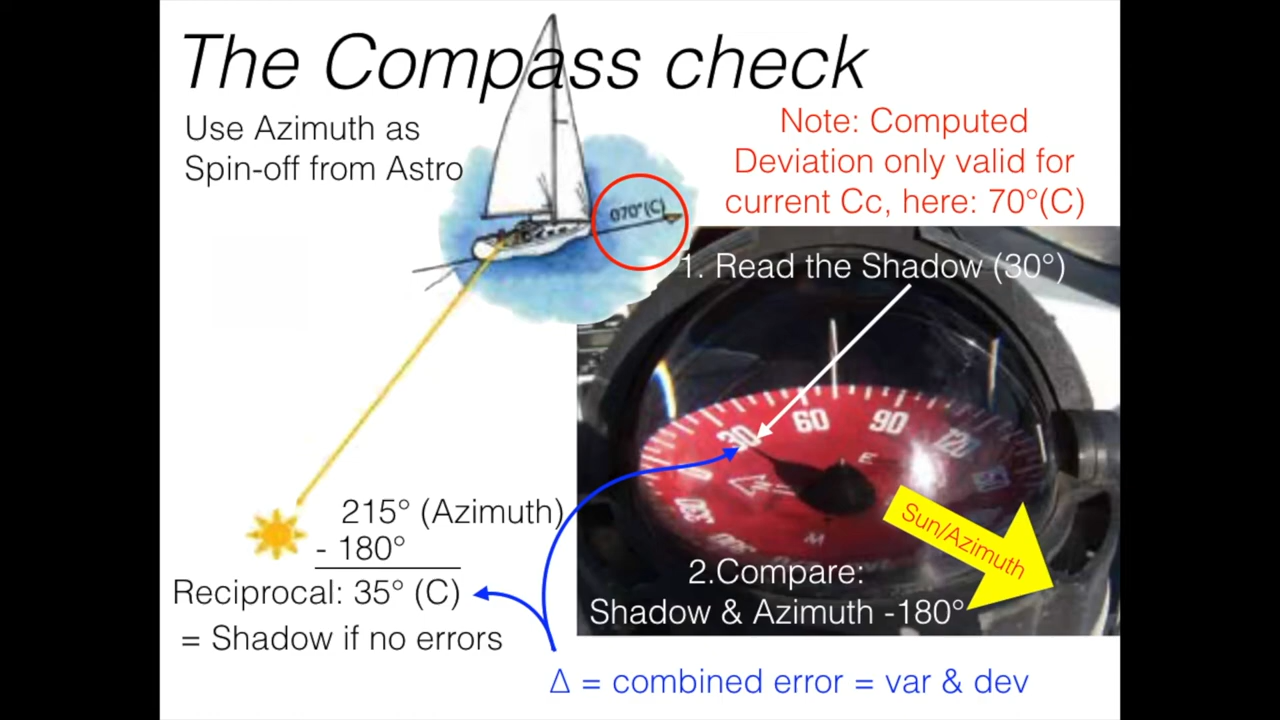 The Compass check
Use Azimuth as
Spin-off from Astro
Note: Computed
Deviation only valid for
current Cc, here: 70°(C)
070°(C)
1. Read the Shadow (30°)
30
60
90
120
0
E
Sun/Azimuth
2.Compare:
Shadow & Azimuth -180°
215° (Azimuth)
- 180°
Reciprocal: 35° (C)
= Shadow if no errors
Δ = combined error = var & dev